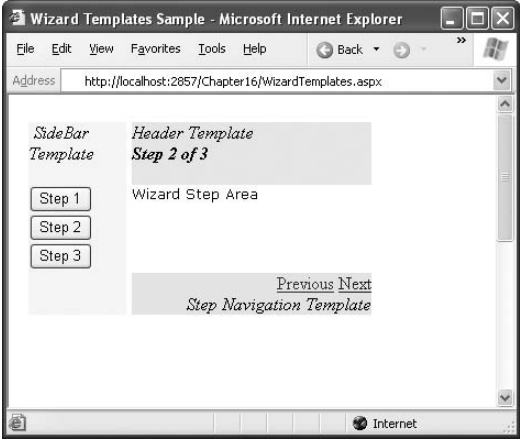 Wizard Templates Sample - Microsoft Internet Explorer
File Edit View Favorites Tools Help Back »
Address http://localhost:2857/Chapter16/WizardTemplates.aspx
SideBar
Template
Header Template
Step 2 of 3
Step 1
Step 2
Step 3
Wizard Step Area
Previous Next
Step Navigation Template
Internet